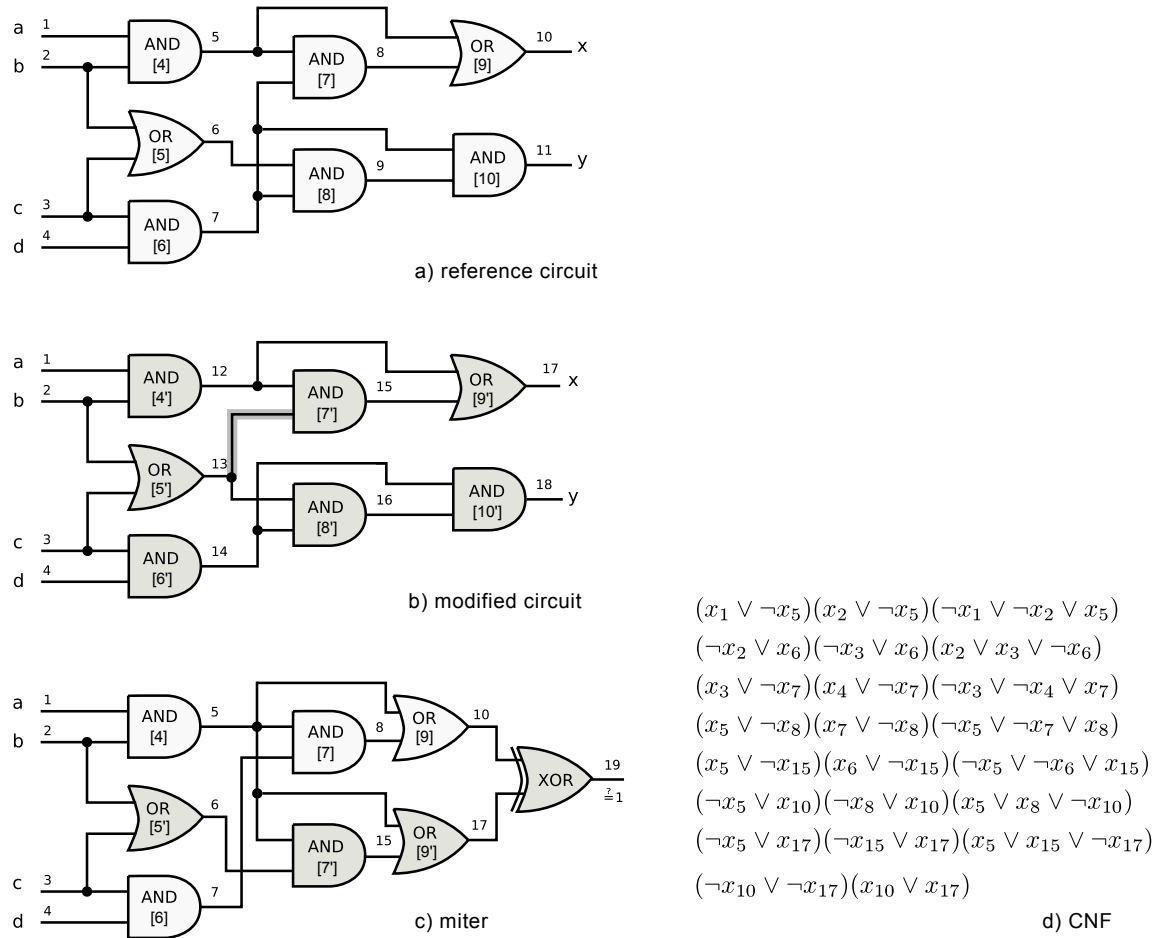 a 1
b 2
AND [4]
5
AND [7]
8
OR [9]
10 x
OR [5]
6
AND [8]
9
AND [10]
11 y
c 3
d 4
AND [6]
7
a) reference circuit
a 1
b 2
AND [4']
12
AND [7']
15
OR [9']
17 x
OR [5']
13
AND [8']
16
AND [10']
18 y
c 3
d 4
AND [6']
14
b) modified circuit
a 1
b 2
AND [4]
5
AND [7]
8
OR [9]
10
XOR
19
≟1
OR [5']
6
AND [7']
15
OR [9']
17
c 3
d 4
AND [6]
7
c) miter
(x₁ ∨ ¬x₅)(x₂ ∨ ¬x₅)(¬x₁ ∨ ¬x₂ ∨ x₅)
(¬x₂ ∨ x₆)(¬x₃ ∨ x₆)(x₂ ∨ x₃ ∨ ¬x₆)
(x₃ ∨ ¬x₇)(x₄ ∨ ¬x₇)(¬x₃ ∨ ¬x₄ ∨ x₇)
(x₅ ∨ ¬x₈)(x₇ ∨ ¬x₈)(¬x₅ ∨ ¬x₇ ∨ x₈)
(x₅ ∨ ¬x₁₅)(x₆ ∨ ¬x₁₅)(¬x₅ ∨ ¬x₆ ∨ x₁₅)
(¬x₅ ∨ x₁₀)(¬x₈ ∨ x₁₀)(x₅ ∨ x₈ ∨ ¬x₁₀)
(¬x₅ ∨ x₁₇)(¬x₁₅ ∨ x₁₇)(x₅ ∨ x₁₅ ∨ ¬x₁₇)
(¬x₁₀ ∨ ¬x₁₇)(x₁₀ ∨ x₁₇)
d) CNF